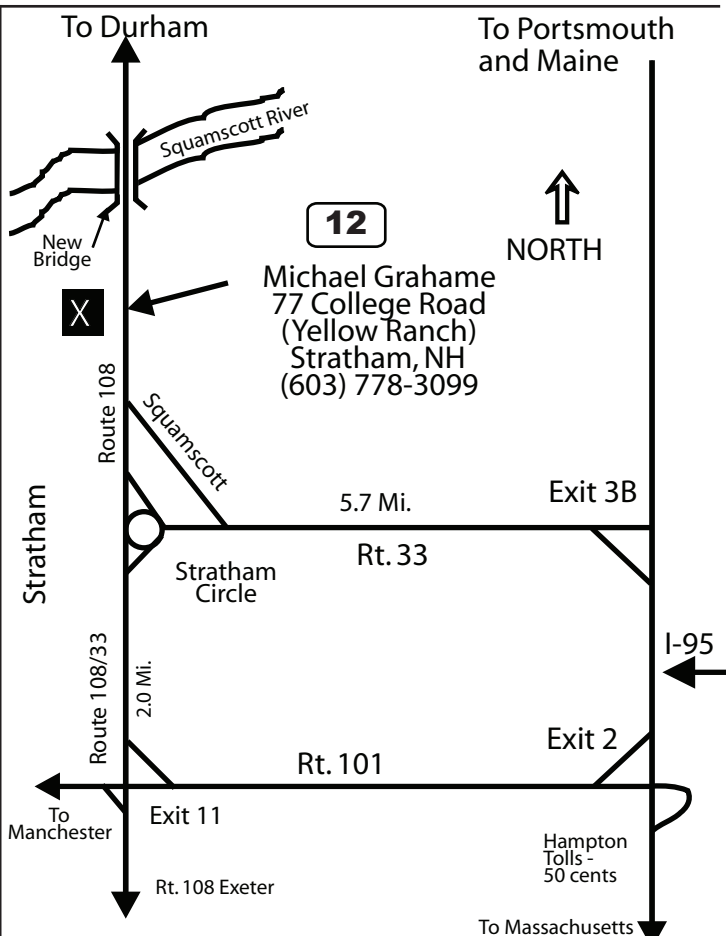 To Durham
To Portsmouth
and Maine
Squamscott River
New
Bridge
12
NORTH
X
Michael Grahame
77 College Road
(Yellow Ranch)
Stratham, NH
(603) 778-3099
Route 108
Squamscott
5.7 Mi.
Exit 3B
Rt. 33
Stratham
Stratham
Circle
I-95
Route 108/33
2.0 Mi.
Exit 2
Rt. 101
To
Manchester
Exit 11
Hampton
Tolls -
50 cents
Rt. 108 Exeter
To Massachusetts